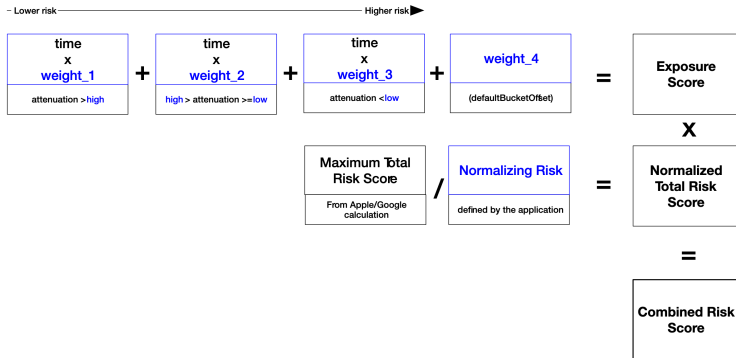 Lower risk
Higher risk
time
x
weight_1
attenuation >high
+
time
x
weight_2
high > attenuation >=low
+
time
x
weight_3
attenuation <low
+
weight_4
(defaultBucketOffset)
=
Exposure
Score
X
Maximum Total
Risk Score
From Apple/Google
calculation
/
Normalizing Risk
defined by the application
=
Normalized
Total Risk
Score
=
Combined Risk
Score